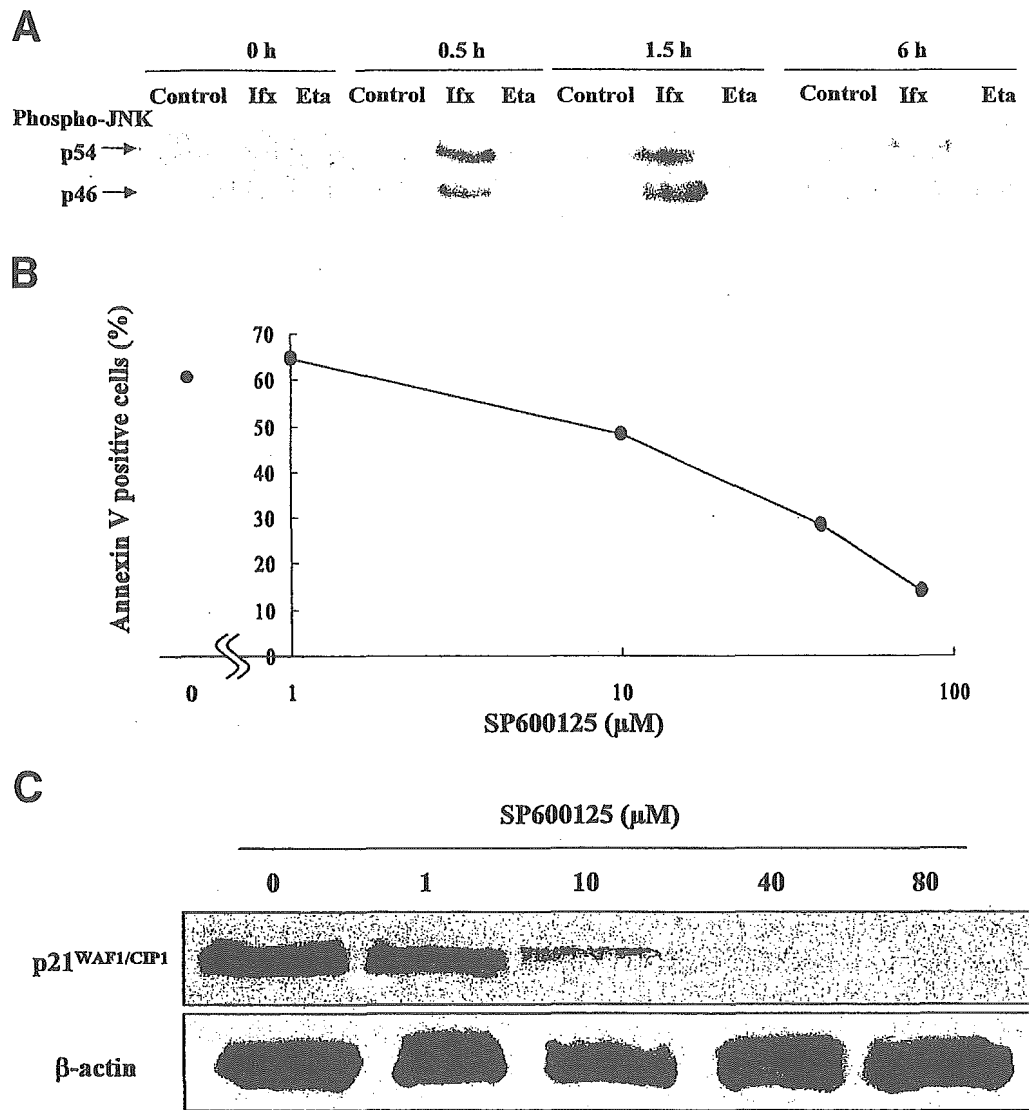 A
0 h 0.5 h 1.5 h 6 h
Control Ifx Eta Control Ifx Eta Control Ifx Eta Control Ifx Eta
Phospho-JNK
p54
p46
B
Annexin V positive cells (%)
70
60
50
40
30
20
10
0
0 1 10 100
SP600125 (μM)
C
SP600125 (μM)
0 1 10 40 80
p21WAF1/CIP1
β-actin